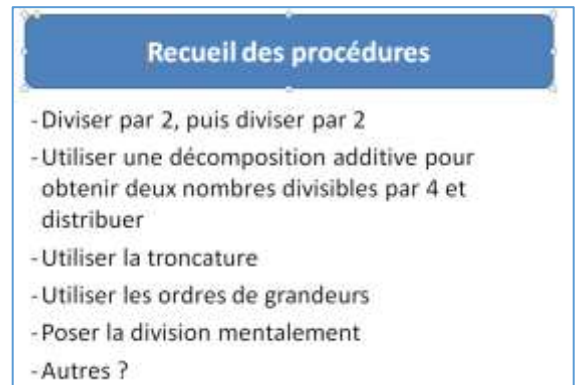 Recueil des procédures
- Diviser par 2, puis diviser par 2
- Utiliser une décomposition additive pour
obtenir deux nombres divisibles par 4 et
distribuer
- Utiliser la troncature
- Utiliser les ordres de grandeurs
- Poser la division mentalement
- Autres ?